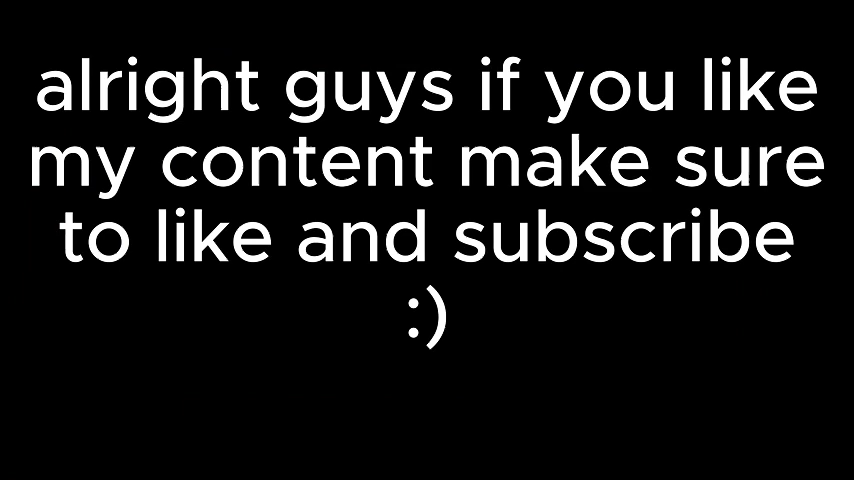 alright guys if you like
my content make sure
to like and subscribe
:)